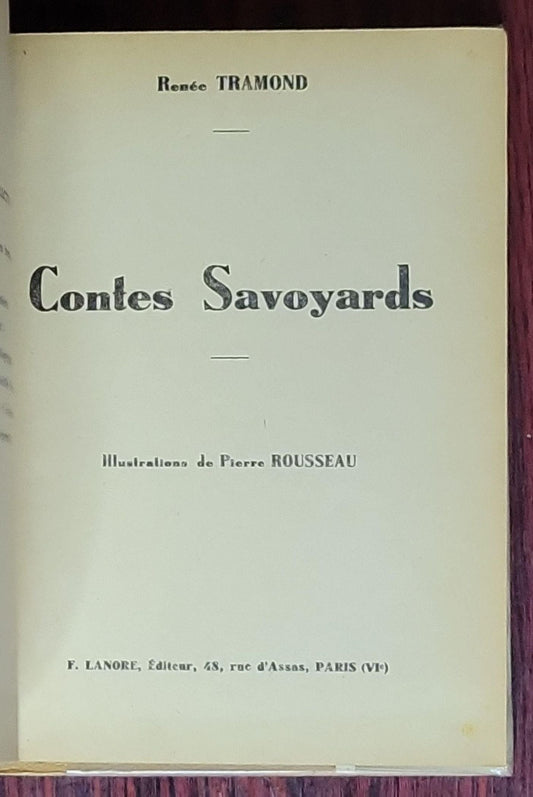 Renée TRAMOND
Contes Savoyards
Illustrations de Pierre ROUSSEAU
F. LANORE, Éditeur, 48, rue d'Assas, PARIS (VIᵉ)